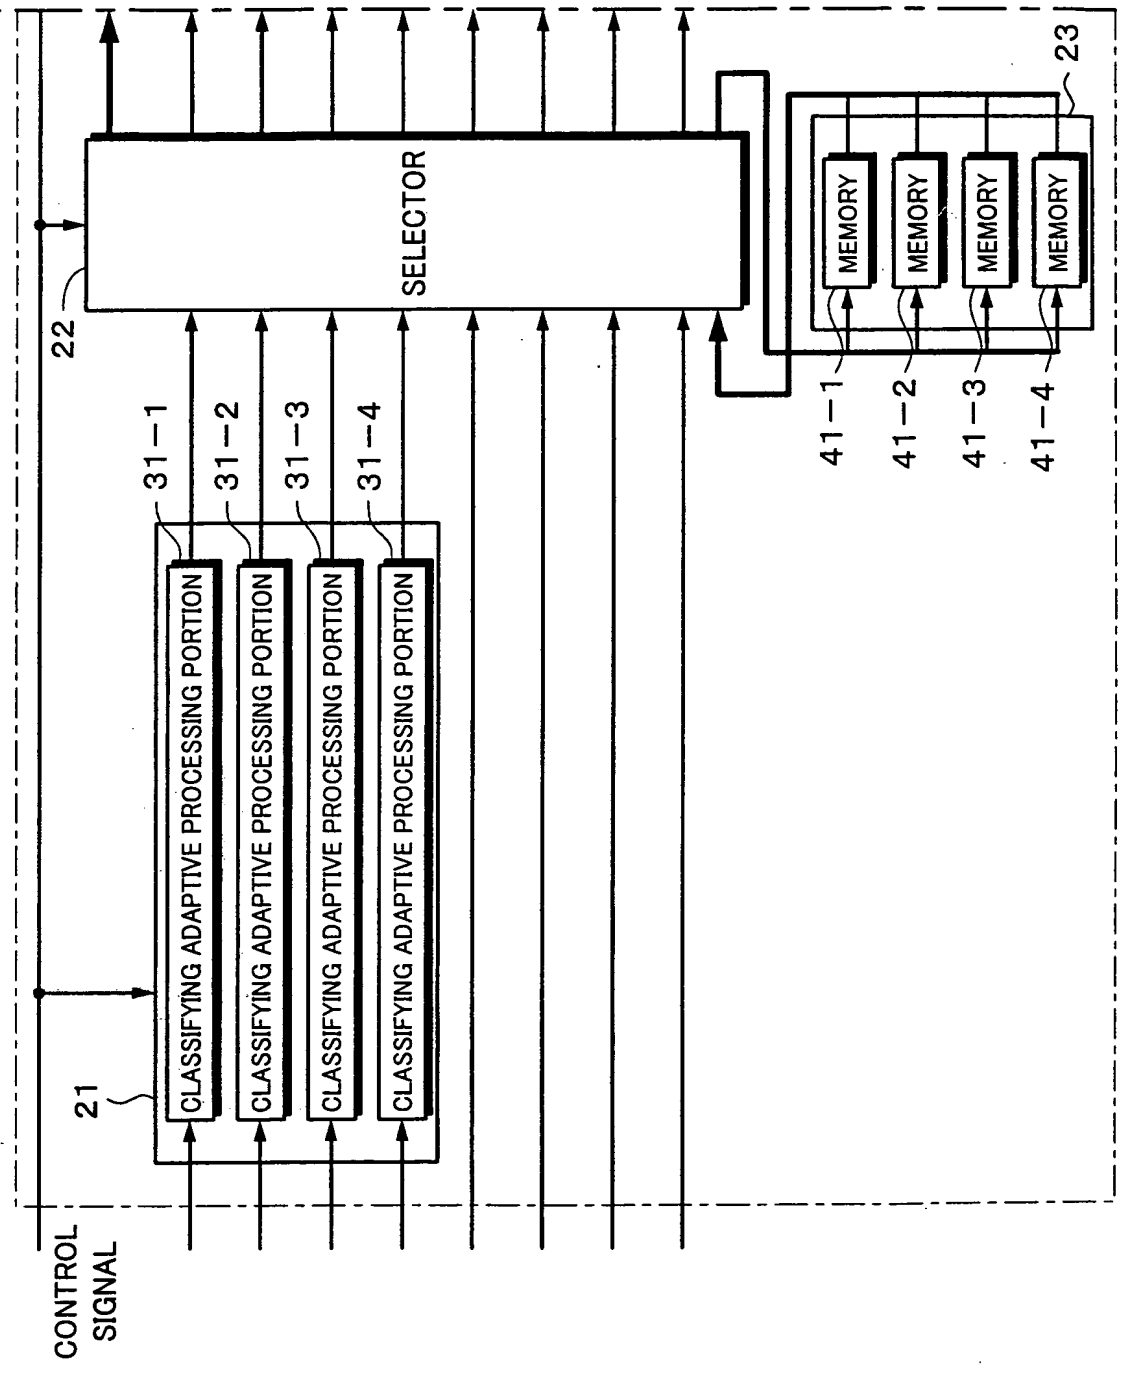 CONTROL
SIGNAL
21
CLASSIFYING ADAPTIVE PROCESSING PORTION
CLASSIFYING ADAPTIVE PROCESSING PORTION
CLASSIFYING ADAPTIVE PROCESSING PORTION
CLASSIFYING ADAPTIVE PROCESSING PORTION
31-1
31-2
31-3
31-4
22
SELECTOR
41-1
41-2
41-3
41-4
MEMORY
MEMORY
MEMORY
MEMORY
23